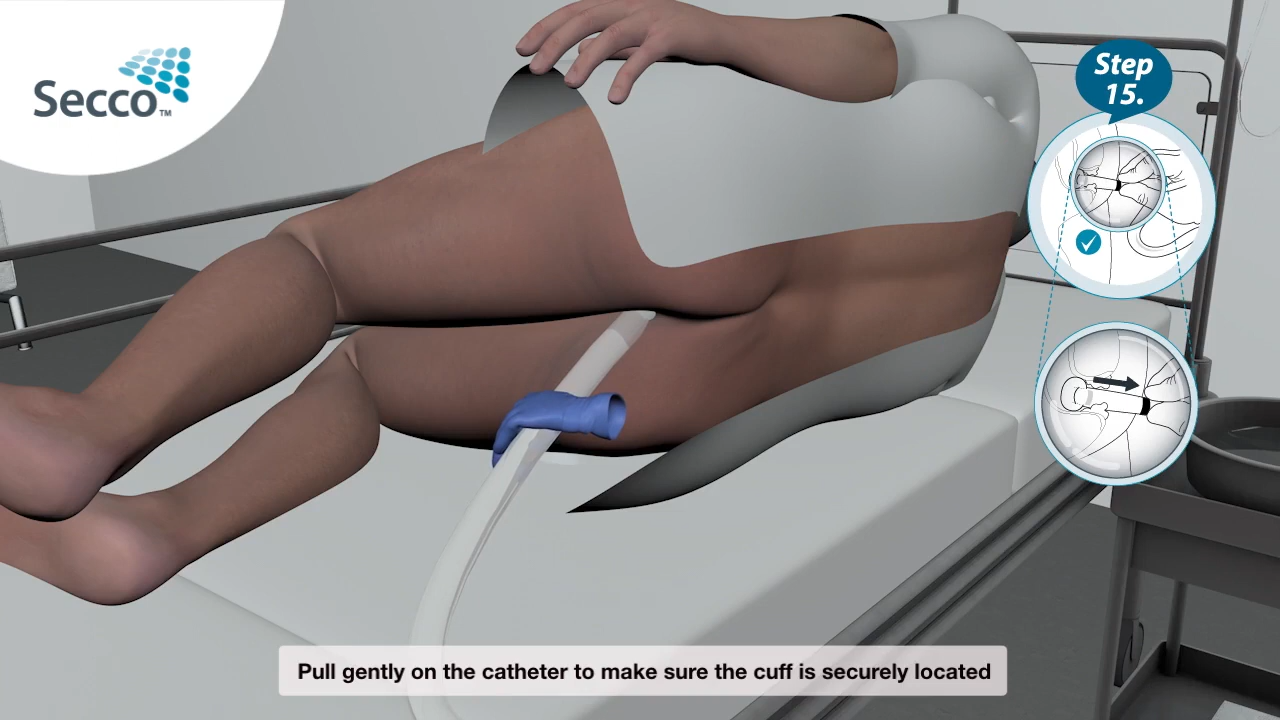 Secco™
Step
15.
Pull gently on the catheter to make sure the cuff is securely located